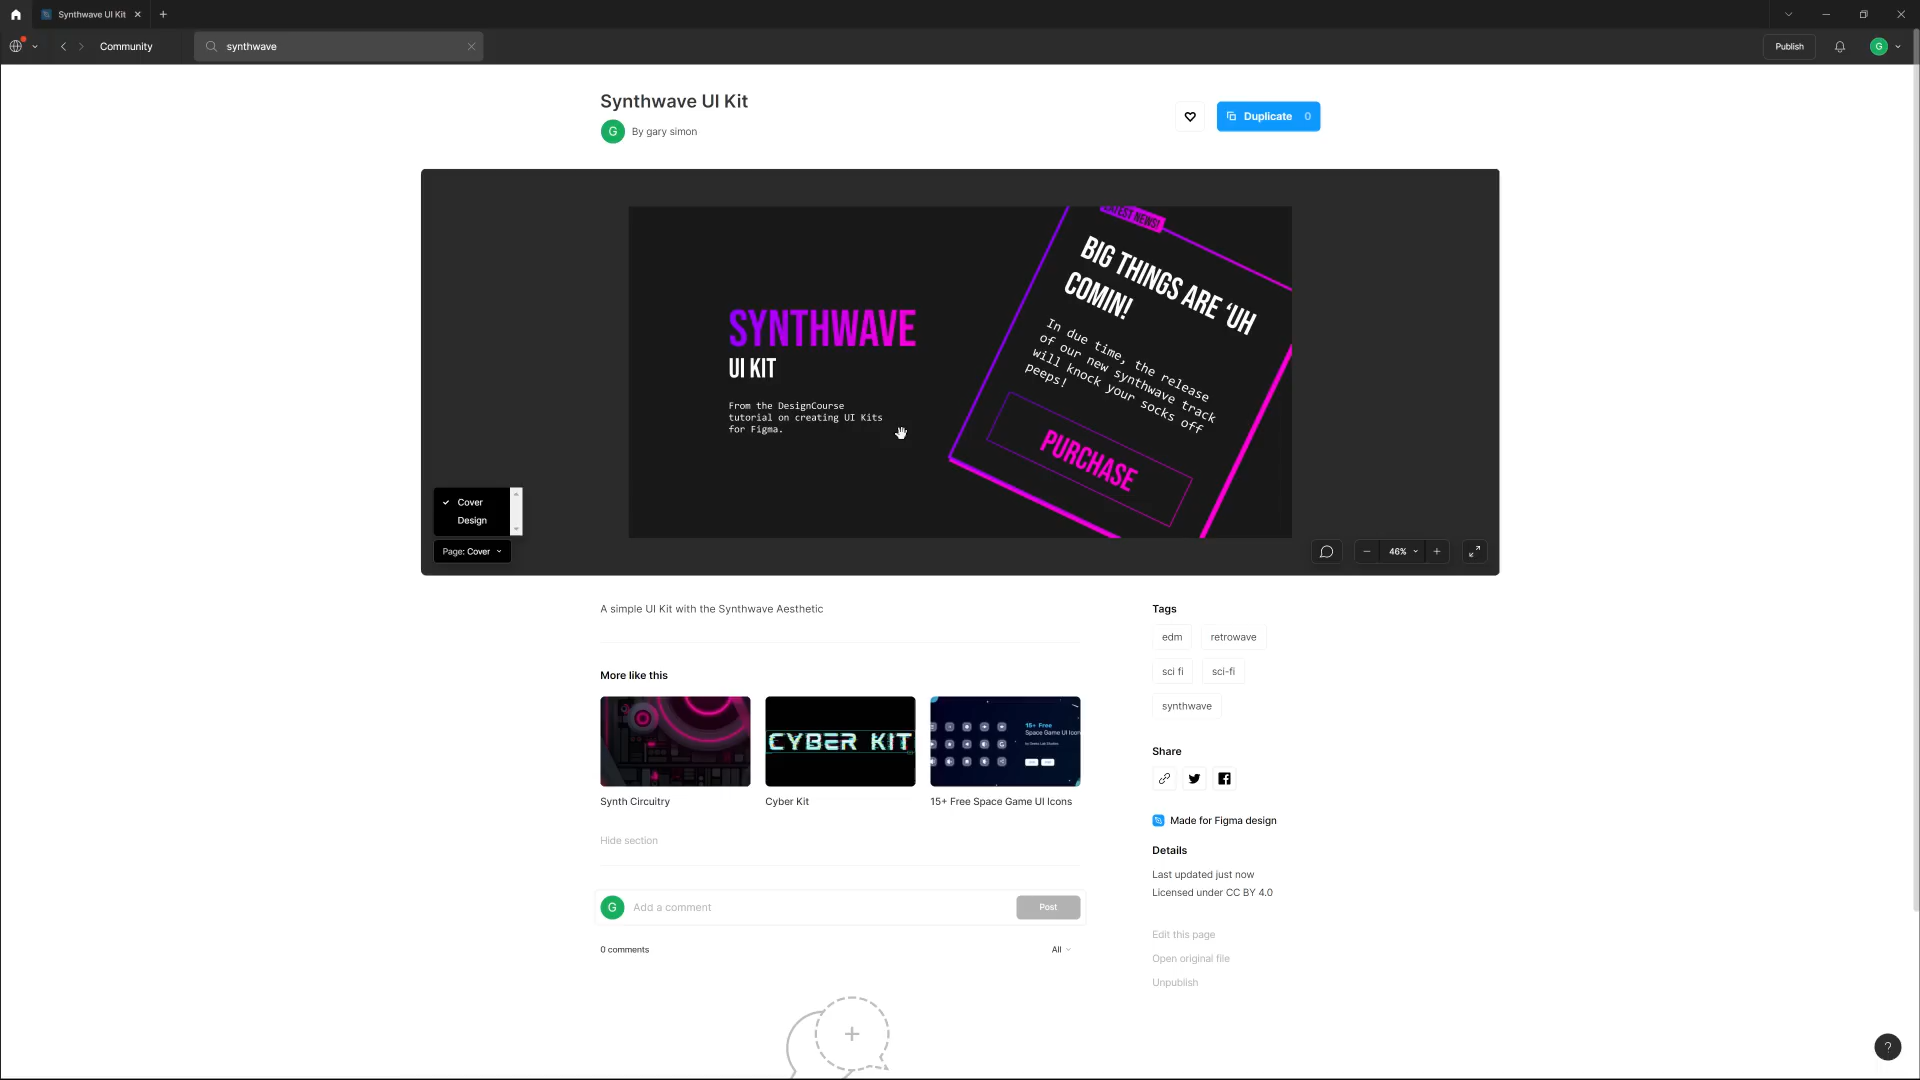 Synthwave UI Kit
Community
synthwave
Publish
G
Synthwave UI Kit
G
By gary simon
Duplicate 0
LATEST NEWS!
BIG THINGS ARE ‘UH
COMIN!
In due time, the release
of our new synthwave track
will knock your socks off
peeps!
PURCHASE
SYNTHWAVE
UI KIT
From the DesignCourse
tutorial on creating UI Kits
for Figma.
Cover
Design
Page: Cover
46%
A simple UI Kit with the Synthwave Aesthetic
More like this
CYBER KIT
15+ Free
Space Game UI Icon
Synth Circuitry
Cyber Kit
15+ Free Space Game UI Icons
Hide section
G
Add a comment
Post
0 comments
All
Tags
edm
retrowave
sci fi
sci-fi
synthwave
Share
Made for Figma design
Details
Last updated just now
Licensed under CC BY 4.0
Edit this page
Open original file
Unpublish
?